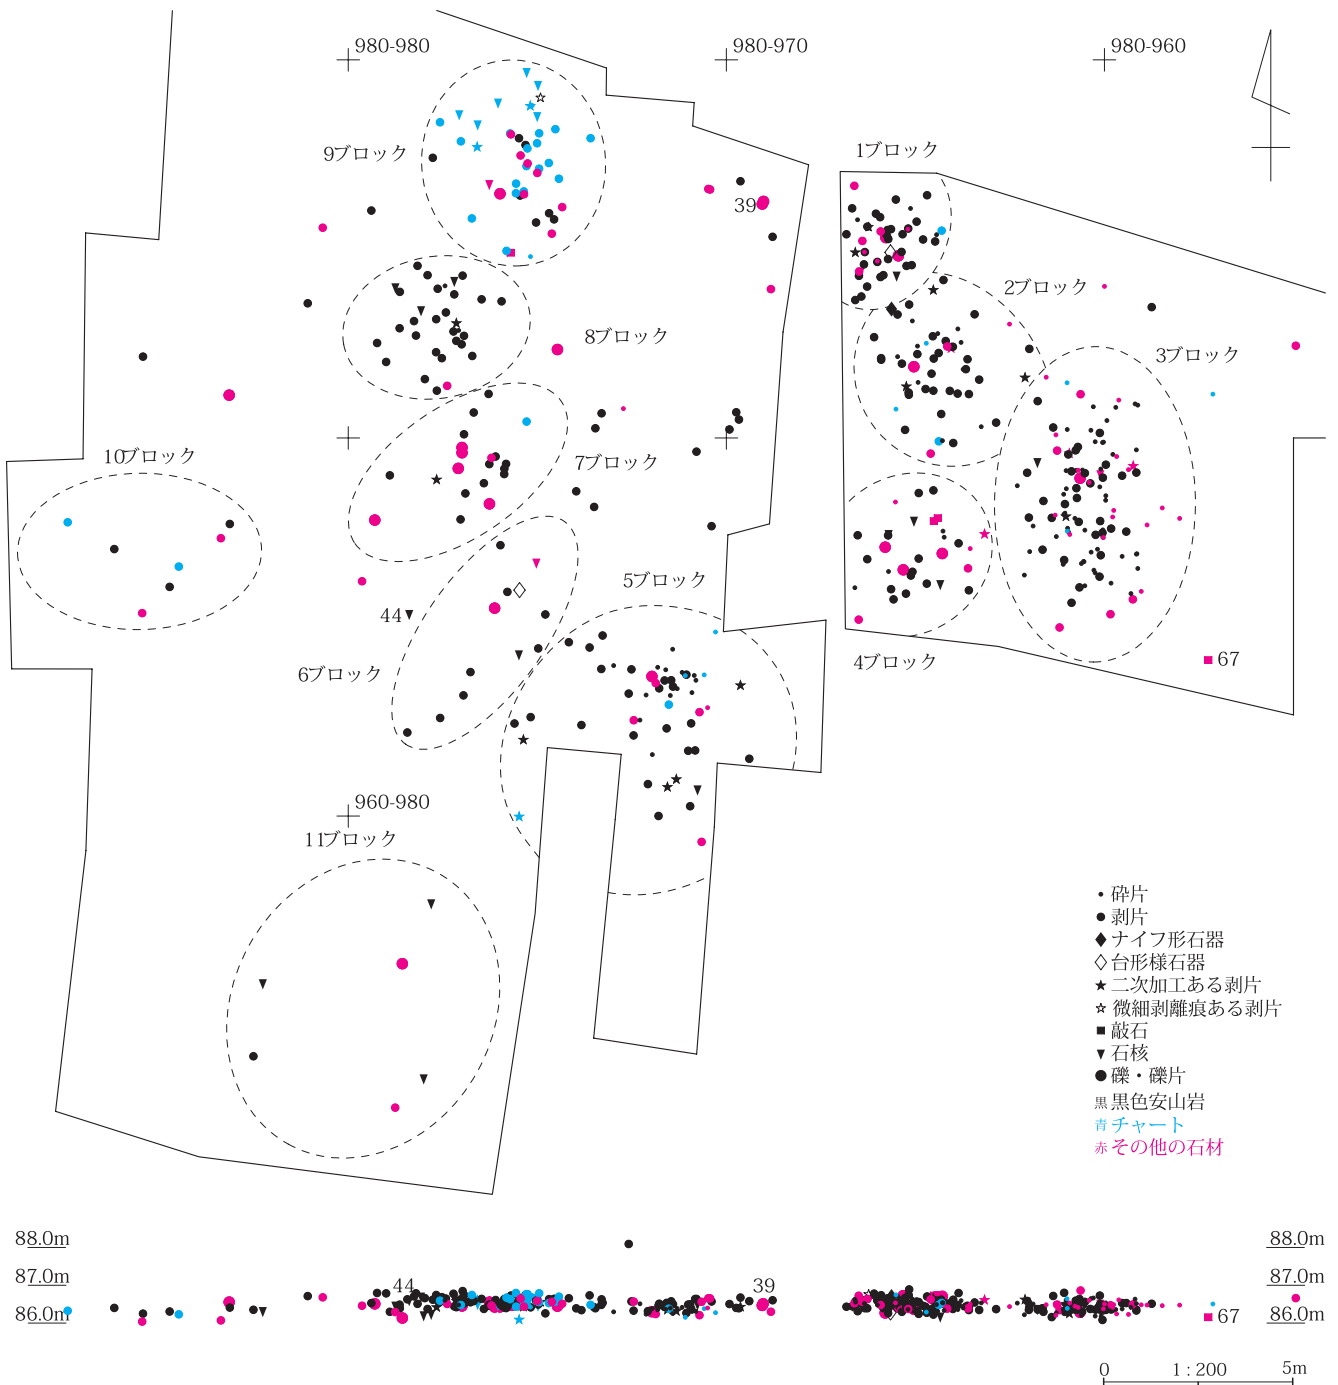 980-980
980-970
980-960
1ブロック
9ブロック
39
2ブロック
8ブロック
3ブロック
10ブロック
7ブロック
5ブロック
44
6ブロック
4ブロック
67
960-980
11ブロック
砕片
剥片
ナイフ形石器
台形様石器
二次加工ある剥片
微細剥離痕ある剥片
敲石
石核
礫・礫片
黒 黒色安山岩
青 チャート
赤 その他の石材
88.0m
88.0m
87.0m
44
39
87.0m
86.0m
67
86.0m
0 1 : 200 5m